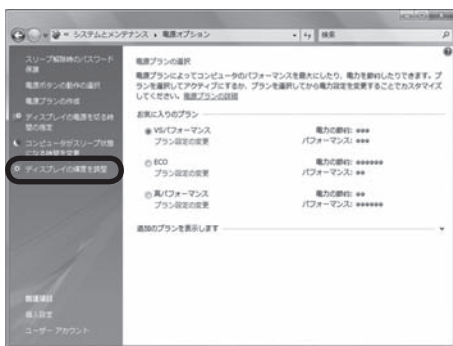 システムとメンテナンス ▸ 電源オプション
検索
スリープ解除時のパスワード
保護
電源ボタンの動作の選択
電源プランの作成
ディスプレイの電源を切る時
間の指定
コンピュータがスリープ状態
になる時間を変更
ディスプレイの輝度を調整
関連項目
個人設定
ユーザー アカウント
電源プランの選択
電源プランによってコンピュータのパフォーマンスを最大にしたり、電力を節約したりできます。プ
ランを選択してアクティブにするか、プランを選択してから電力設定を変更することでカスタマイズ
してください。電源プランの詳細
お気に入りのプラン
VSパフォーマンス 電力の節約:
プラン設定の変更 パフォーマンス:
ECO 電力の節約:
プラン設定の変更 パフォーマンス:
高パフォーマンス 電力の節約:
プラン設定の変更 パフォーマンス:
追加のプランを表示します